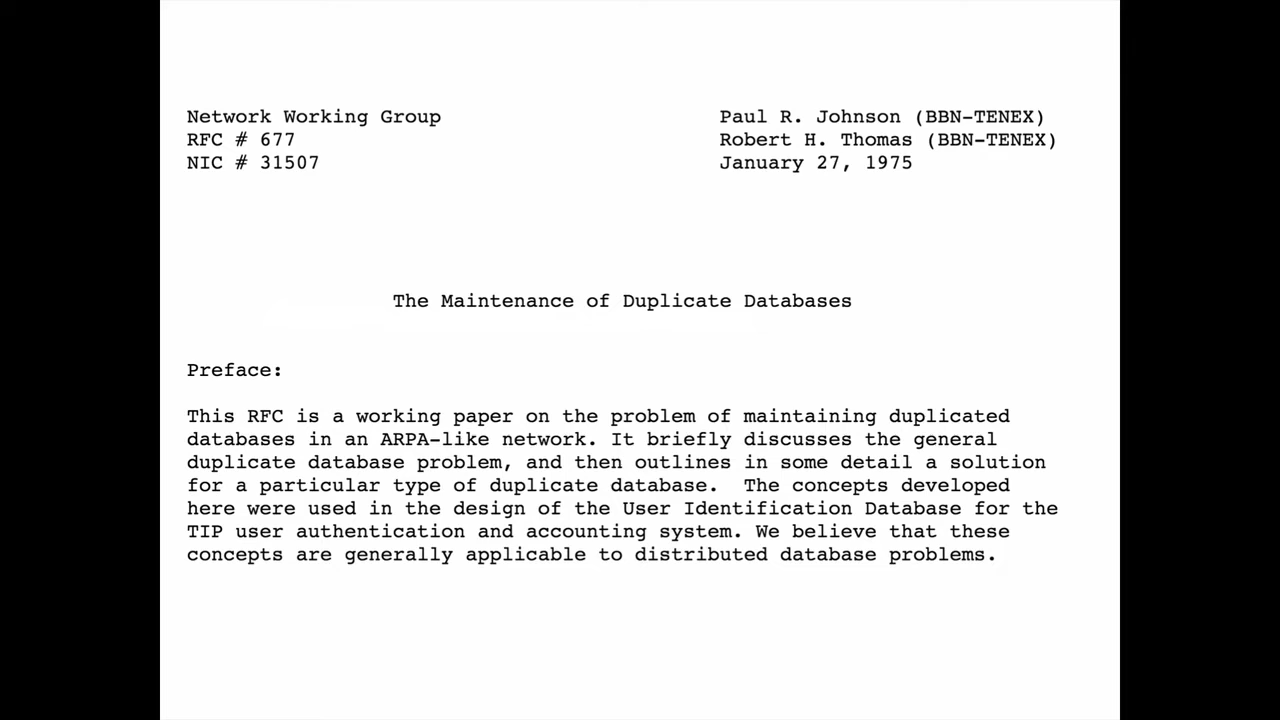 Network Working Group Paul R. Johnson (BBN-TENEX)
RFC # 677 Robert H. Thomas (BBN-TENEX)
NIC # 31507 January 27, 1975
The Maintenance of Duplicate Databases
Preface:
This RFC is a working paper on the problem of maintaining duplicated
databases in an ARPA-like network. It briefly discusses the general
duplicate database problem, and then outlines in some detail a solution
for a particular type of duplicate database. The concepts developed
here were used in the design of the User Identification Database for the
TIP user authentication and accounting system. We believe that these
concepts are generally applicable to distributed database problems.